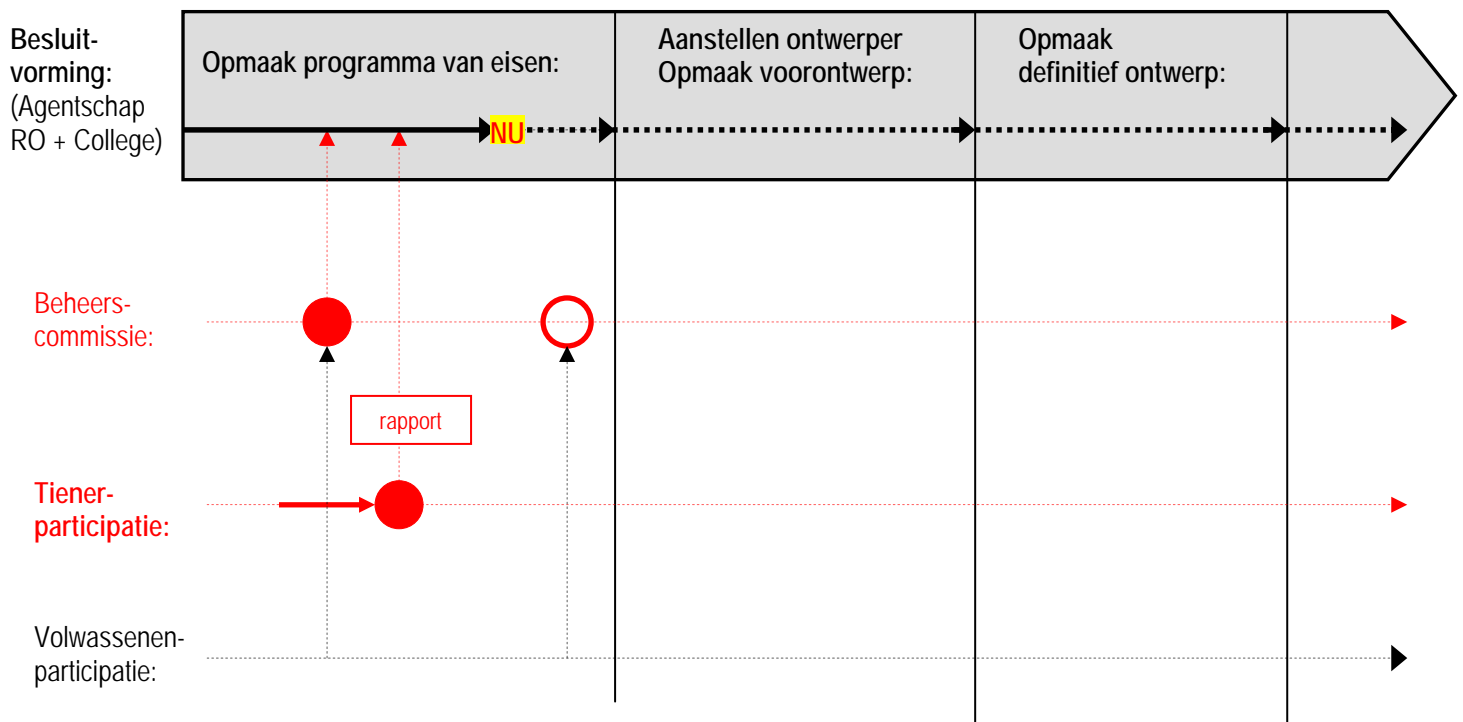 Besluit-
vorming:
(Agentschap
RO + College)
Opmaak programma van eisen:
Aanstellen ontwerper
Opmaak voorontwerp:
Opmaak
definitief ontwerp:
NU
Beheers-
commissie:
rapport
Tiener-
participatie:
Volwassenen-
participatie: